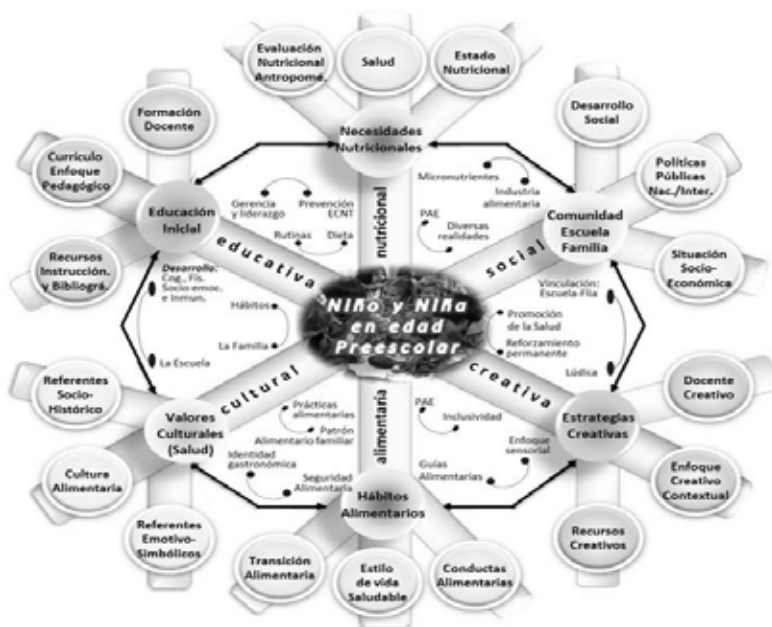 Evaluación
Nutricional
Antropomé.
Salud
Estado
Nutricional
Formación
Docente
Necesidades
Nutricionales
Desarrollo
Social
Currículo
Enfoque
Pedagógico
Micronutrientes
Industria
alimentaria
Políticas
Públicas
Nac./Inter.
Educación
Inicial
Gerencia
y liderazgo
Prevención
ECNT
Rutinas
Dieta
nutricional
PAE
Diversas
realidades
Comunidad
Escuela
Familia
Recursos
Instrucción.
y Bibliográ.
educativa
social
Situación
Socio-
Económica
Desarrollo:
Cog., Fís.
Socio-emoc.
e Inmun.
Hábitos
La Familia
La Escuela
Niño y Niña
en edad
Preescolar
Vinculación:
Escuela-Flia
Promoción
de la Salud
Reforzamiento
permanente
Lúdica
Referentes
Socio-
Histórico
Valores
Culturales
(Salud)
cultural
Prácticas
alimentarias
Patrón
Alimentario familiar
Identidad
gastronómica
Seguridad
Alimentaria
alimentaria
PAE
Inclusividad
Enfoque
sensorial
Guías
Alimentarias
creativa
Estrategias
Creativas
Docente
Creativo
Cultura
Alimentaria
Enfoque
Creativo
Contextual
Referentes
Emotivo-
Simbólicos
Hábitos
Alimentarios
Recursos
Creativos
Transición
Alimentaria
Estilo
de vida
Saludable
Conductas
Alimentarias